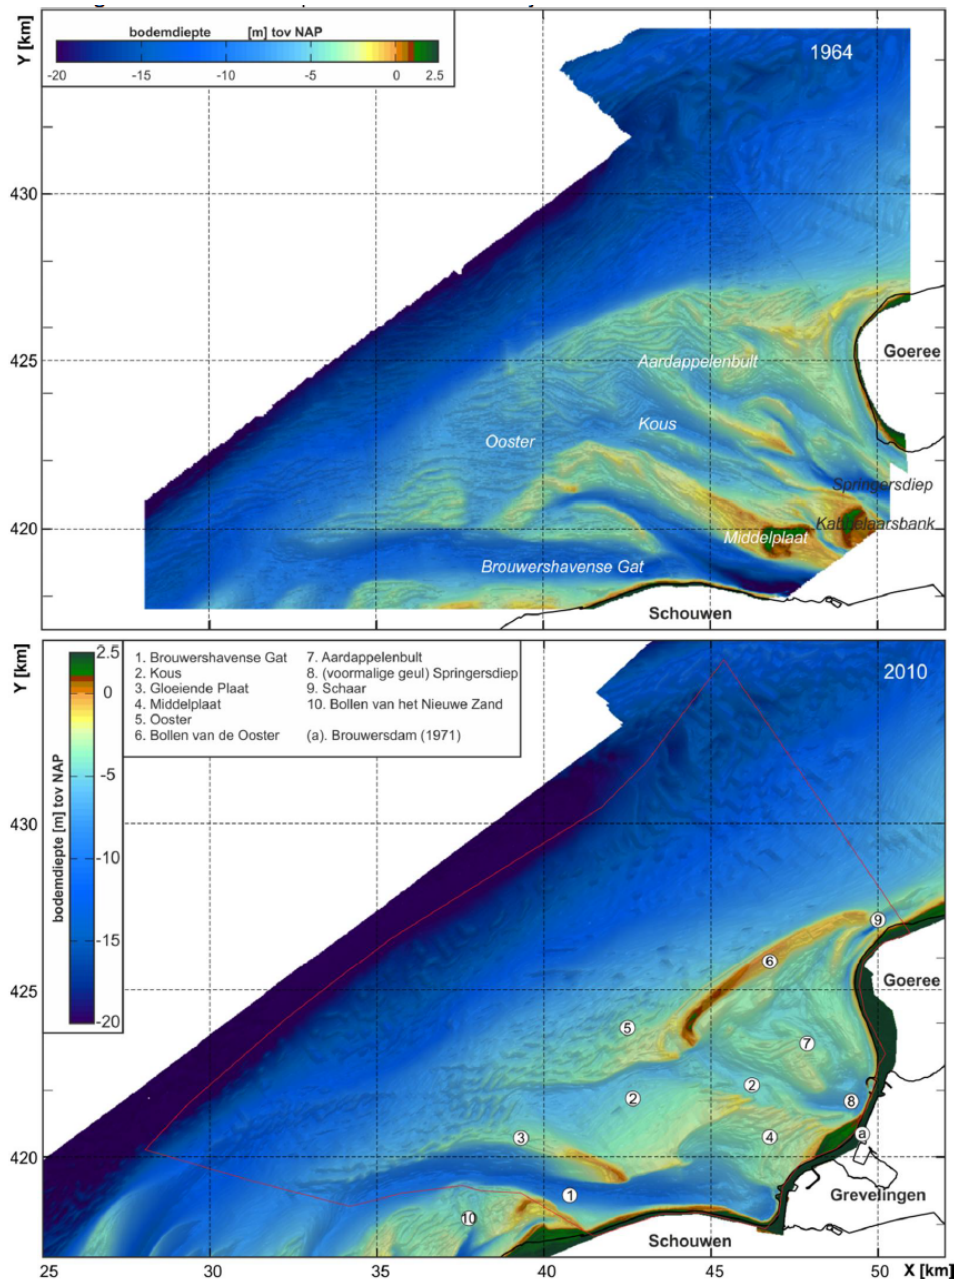 Y [km]
bodemdiepte [m] tov NAP
-20 -15 -10 -5 0 2.5
1964
430
425
420
Goeree
Aardappelenbult
Kous
Ooster
Springersdiep
Kabbelaarsbank
Middelplaat
Brouwershavense Gat
Schouwen
Y [km]
bodemdiepte [m] tov NAP
2.5
0
-5
-10
-15
-20
1. Brouwershavense Gat
2. Kous
3. Gloeiende Plaat
4. Middelplaat
5. Ooster
6. Bollen van de Ooster
7. Aardappelenbult
8. (voormalige geul) Springersdiep
9. Schaar
10. Bollen van het Nieuwe Zand
(a). Brouwersdam (1971)
2010
430
425
420
9
6
Goeree
5
7
2
2
8
3
4
a
1
Grevelingen
10
Schouwen
25 30 35 40 45 50 X [km]